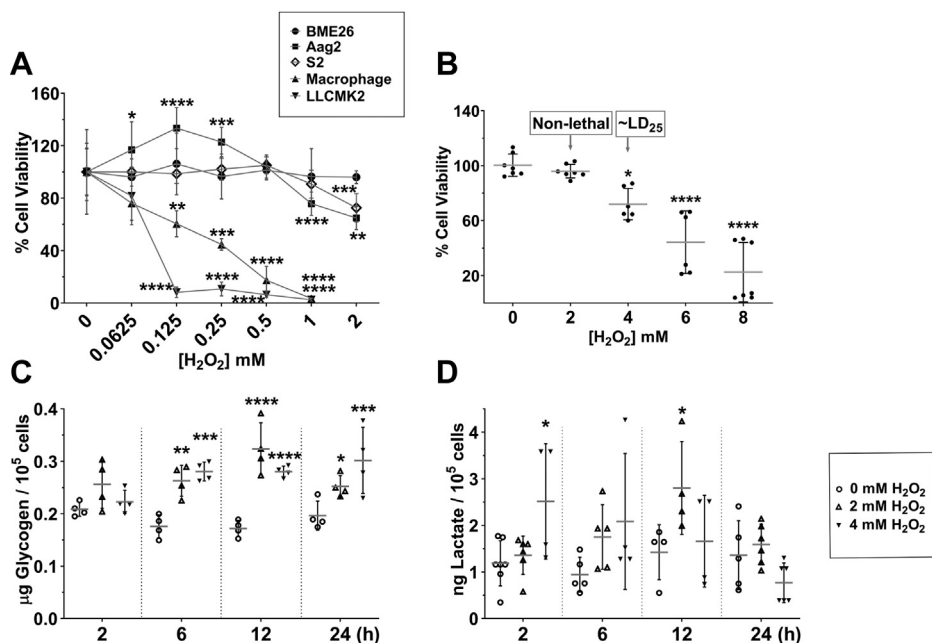 BME26
Aag2
S2
Macrophage
LLCMK2
A
% Cell Viability
160
120
80
40
0
* **** ***
** *** **** **** ****
**** **** **** **** *** **
0 0.0625 0.125 0.25 0.5 1 2
[H₂O₂] mM
B
% Cell Viability
140
100
60
20
Non-lethal
~LD₂₅
* **** ****
0 2 4 6 8
[H₂O₂] mM
C
µg Glycogen / 10⁵ cells
0.4
0.3
0.2
0.1
0.0
** *** **** **** * ***
2 6 12 24 (h)
D
ng Lactate / 10⁵ cells
5
4
3
2
1
0
* *
2 6 12 24 (h)
0 mM H₂O₂
2 mM H₂O₂
4 mM H₂O₂